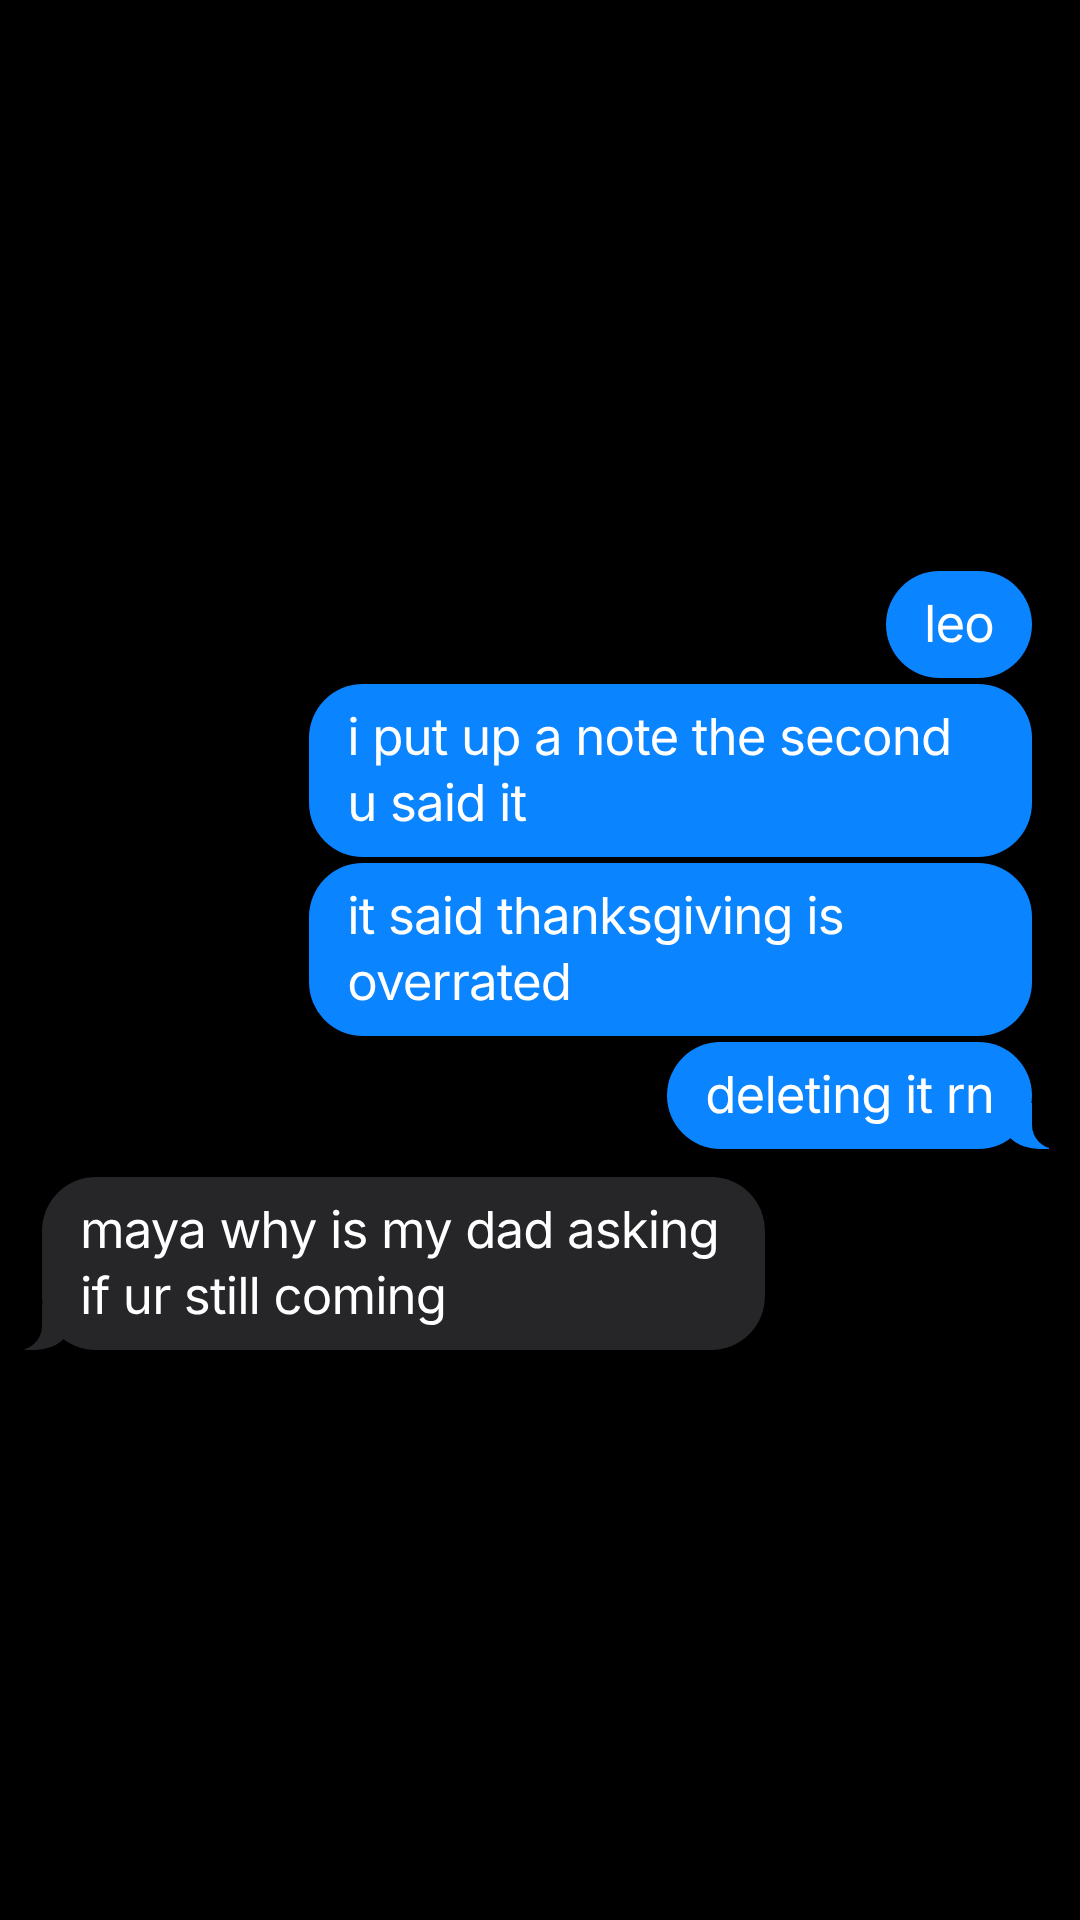 leo
i put up a note the second
u said it
it said thanksgiving is
overrated
deleting it rn
maya why is my dad asking
if ur still coming